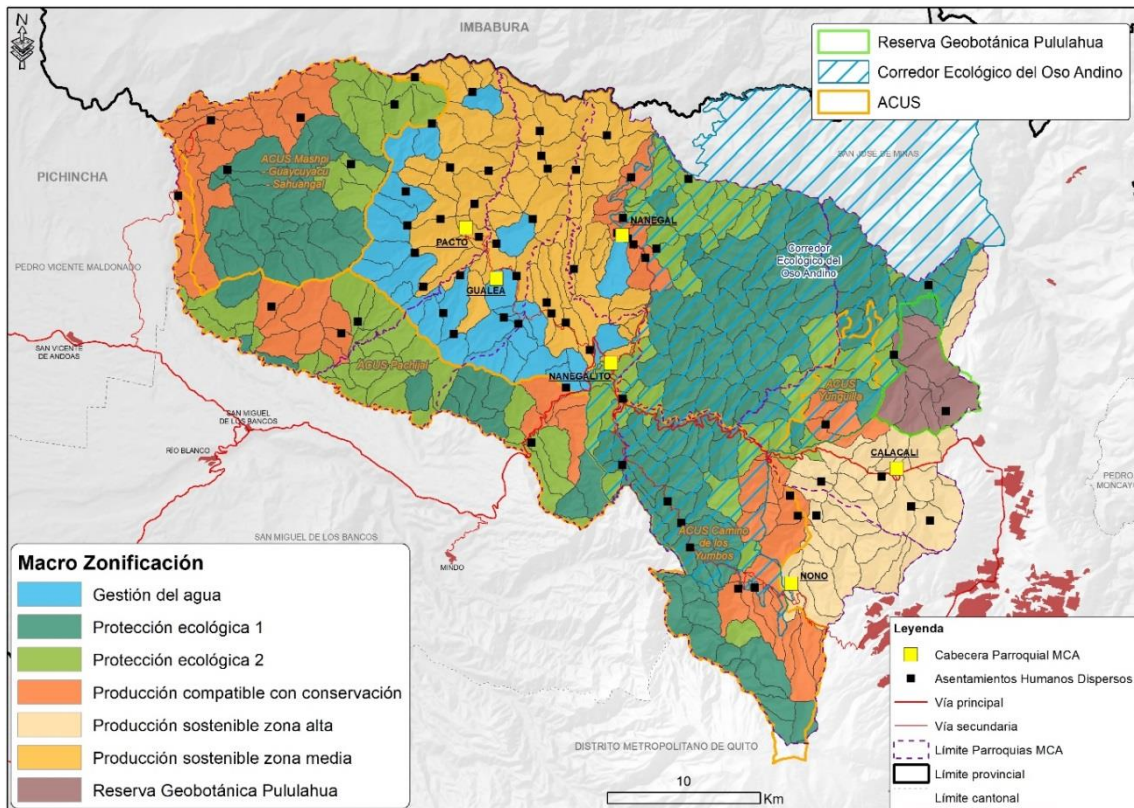 N
IMBABURA
Reserva Geobotánica Pululahua
Corredor Ecológico del Oso Andino
ACUS
SAN JOSE DE MINAS
ACUS Mashpi
- Guaycuyacu
- Sahuangal
PICHINCHA
NANEGAL
PACTO
Corredor
Ecológico del
Oso Andino
PEDRO VICENTE MALDONADO
GUALEA
SAN VICENTE
DE ANDOAS
ACUS Pachijal
NANEGALITO
ACUS
Yunguilla
SAN MIGUEL
DE LOS BANCOS
RIO BLANCO
CALACALI
PEDRO
MONCAYO
ACUS Camino
de los
Yumbos
SAN MIGUEL DE LOS BANCOS
MINDO
NONO
Macro Zonificación
Gestión del agua
Protección ecológica 1
Protección ecológica 2
Producción compatible con conservación
Producción sostenible zona alta
Producción sostenible zona media
Reserva Geobotánica Pululahua
DISTRITO METROPOLITANO DE QUITO
10
Km
Leyenda
Cabecera Parroquial MCA
Asentamientos Humanos Dispersos
Vía principal
Vía secundaria
Límite Parroquias MCA
Límite provincial
Límite cantonal